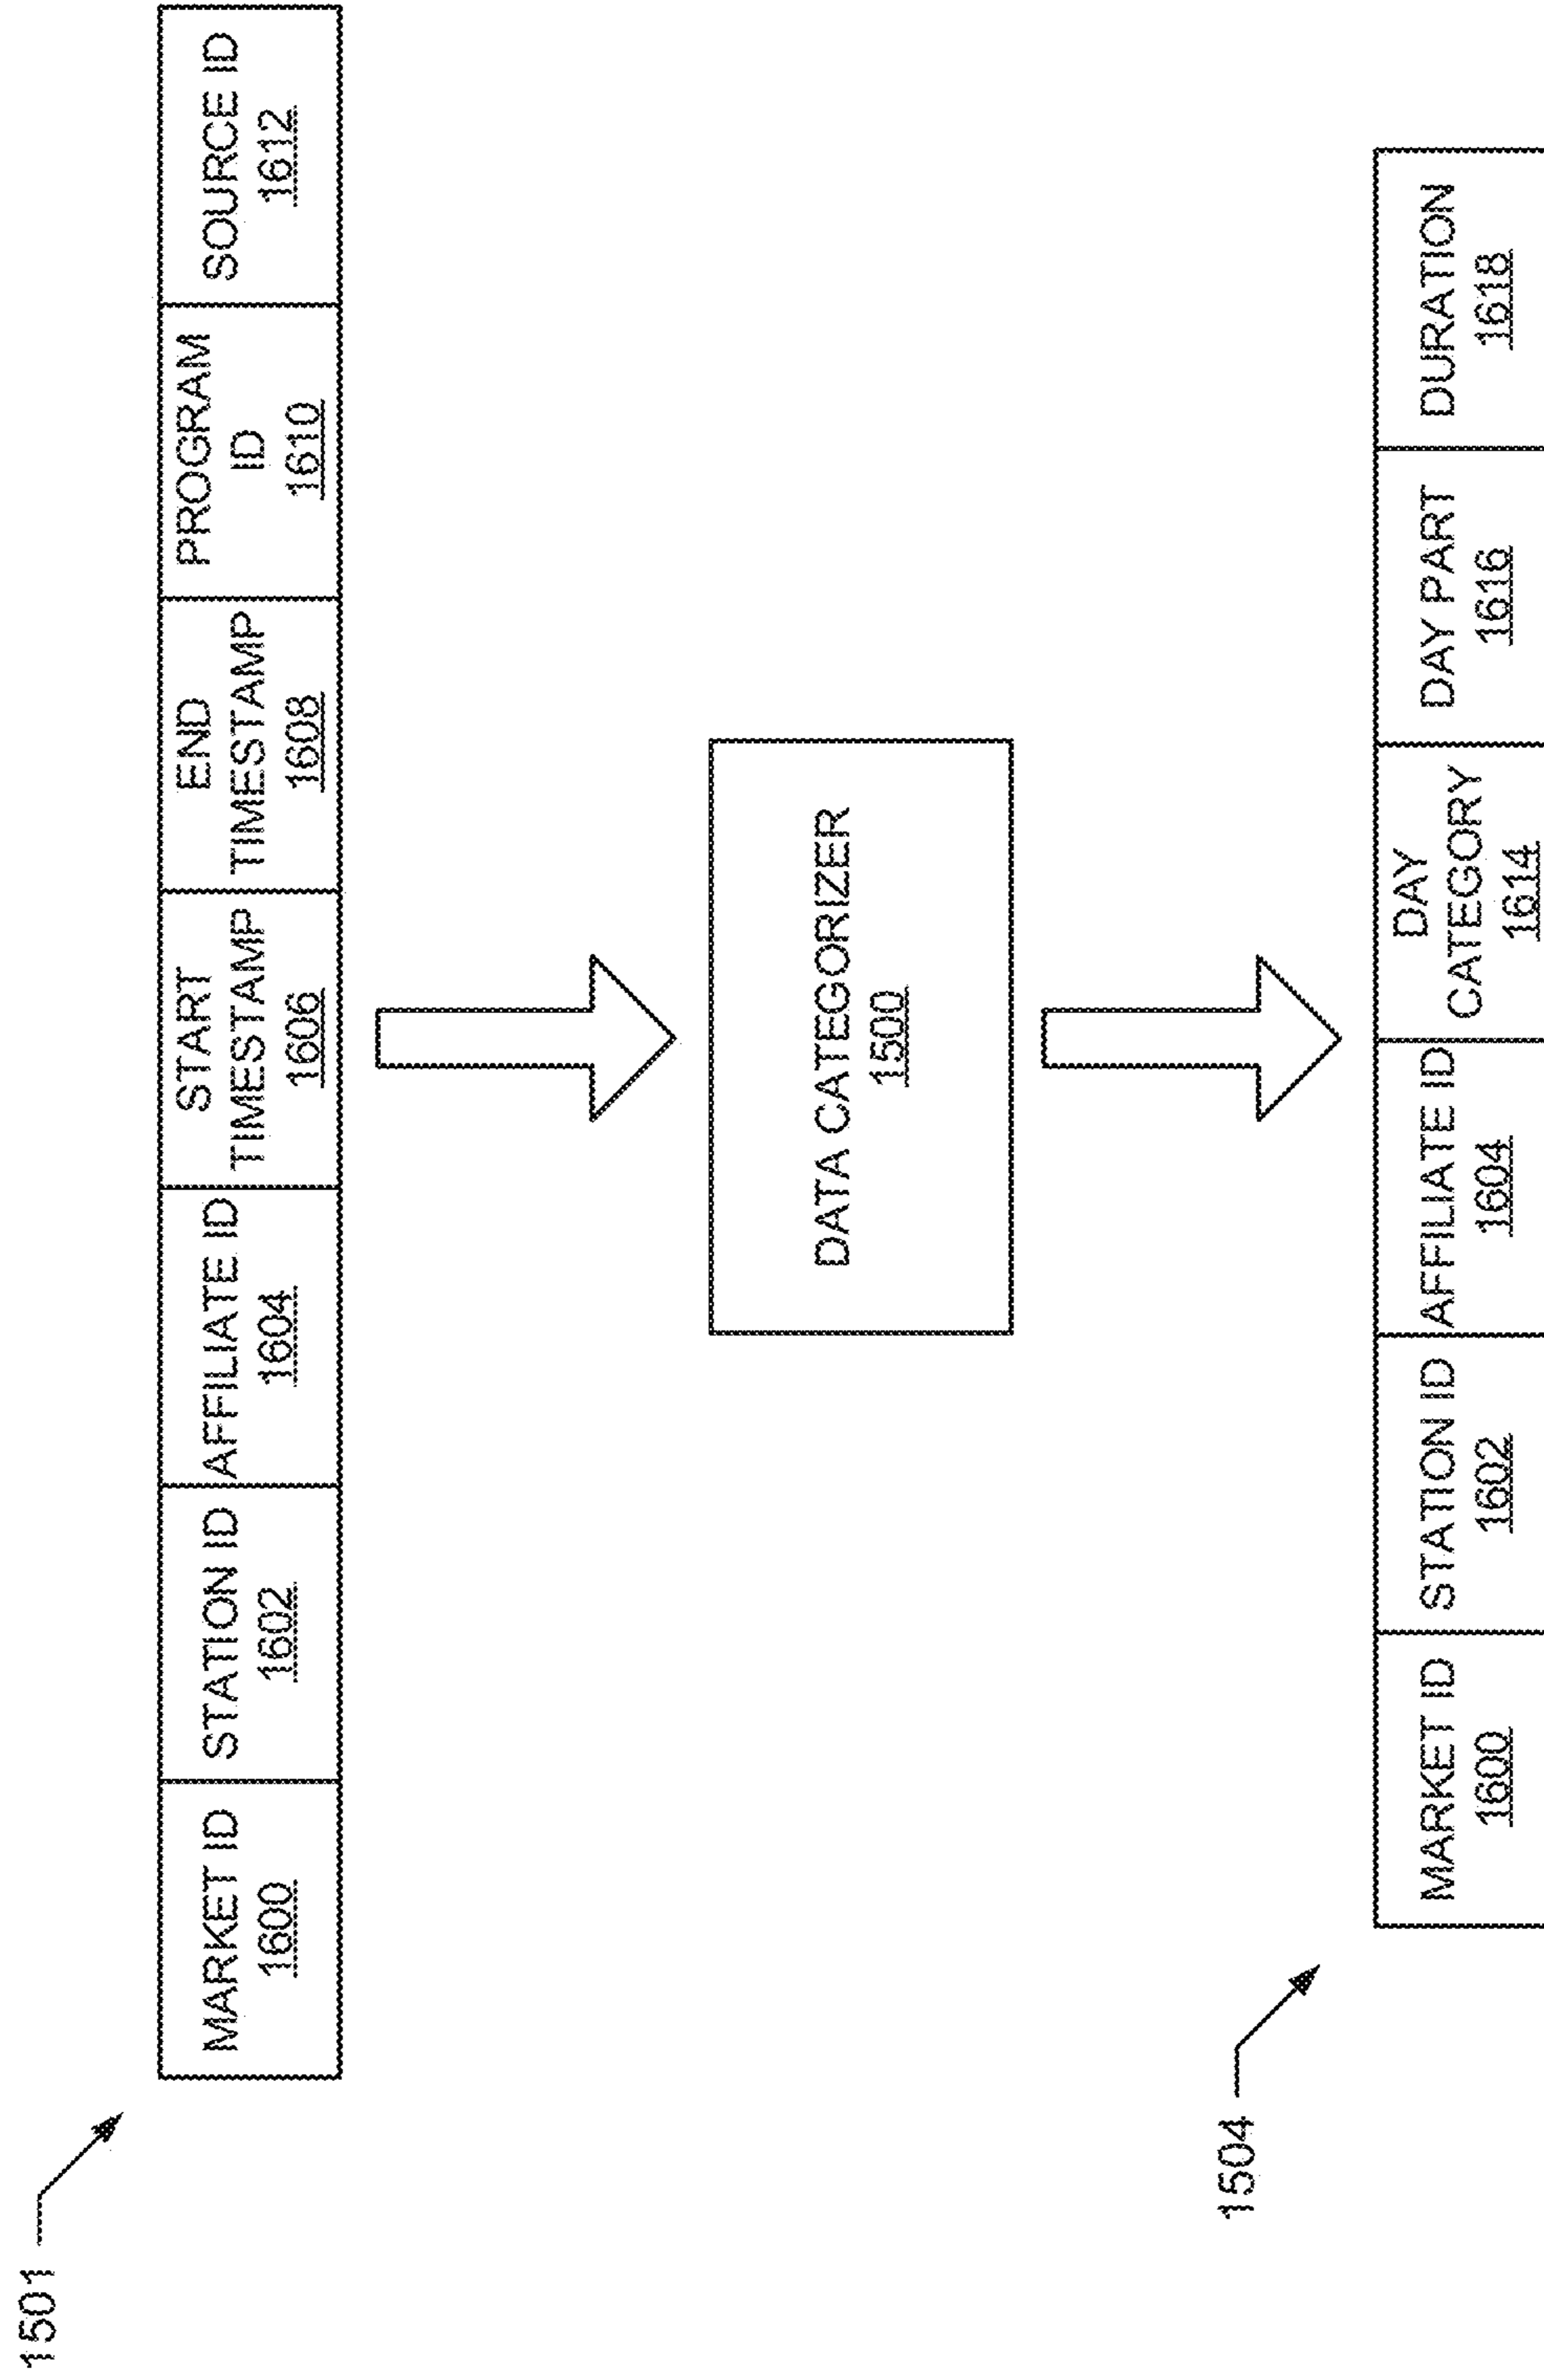 1501
MARKET ID
1600
STATION ID
1602
AFFILIATE ID
1604
START
TIMESTAMP
1606
END
TIMESTAMP
1608
PROGRAM
ID
1610
SOURCE ID
1612
DATA CATEGORIZER
1500
1504
MARKET ID
1600
STATION ID
1602
AFFILIATE ID
1604
DAY
CATEGORY
1614
DAY PART
1616
DURATION
1618